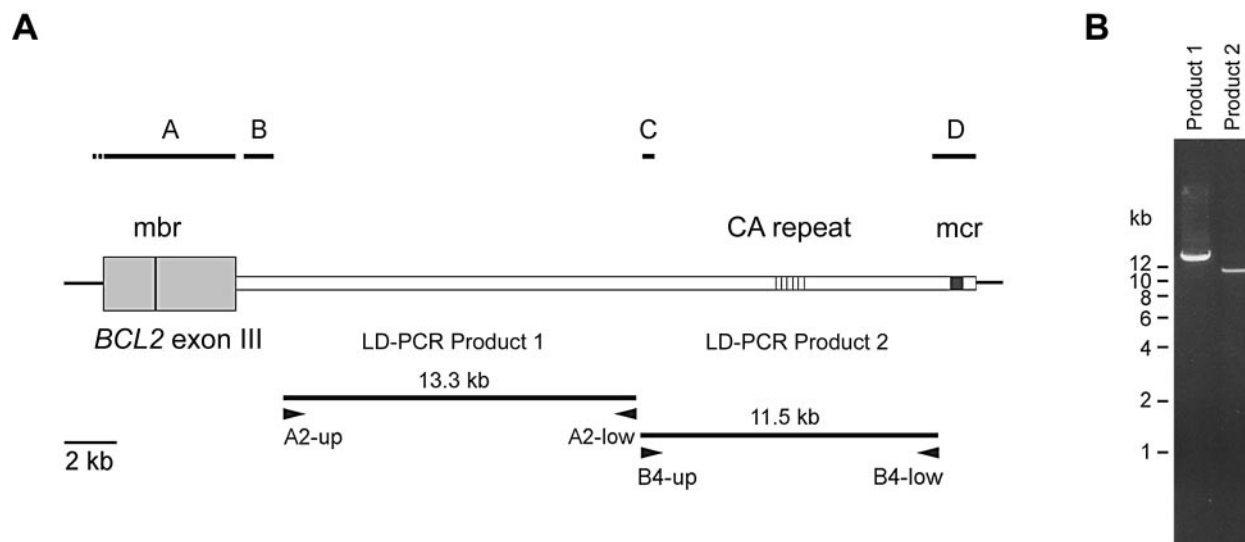 A
B
A B C D
mbr
CA repeat
mcr
BCL2 exon III
LD-PCR Product 1
LD-PCR Product 2
13.3 kb
A2-up
A2-low
11.5 kb
B4-up
B4-low
2 kb
Product 1
Product 2
kb
12
10
8
6
4
2
1